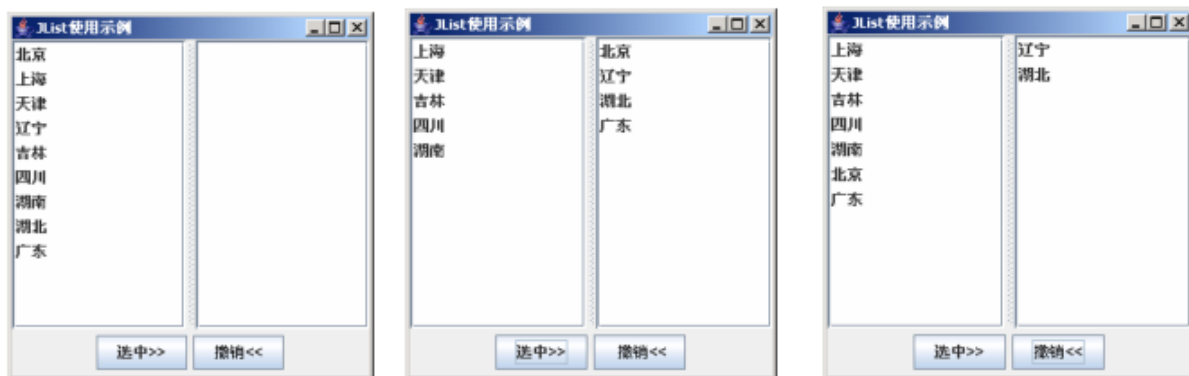 JList使用示例
北京
上海
天津
辽宁
吉林
四川
湖南
湖北
广东
选中>>
撤销<<
JList使用示例
上海
天津
吉林
四川
湖南
北京
辽宁
湖北
广东
选中>>
撤销<<
JList使用示例
上海
天津
吉林
四川
湖南
北京
广东
辽宁
湖北
选中>>
撤销<<